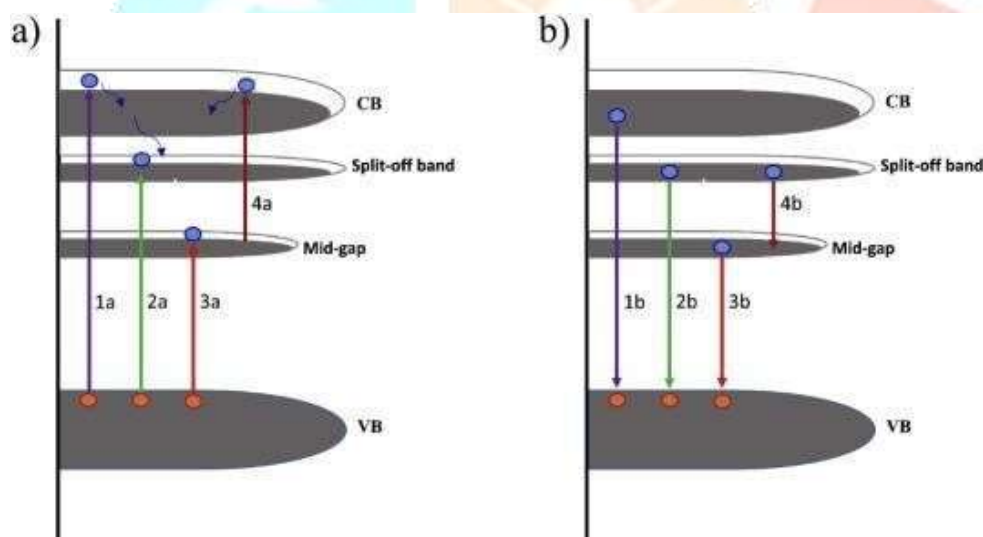 a)
CB
Split-off band
4a
Mid-gap
1a
2a
3a
VB
b)
CB
Split-off band
4b
Mid-gap
1b
2b
3b
VB